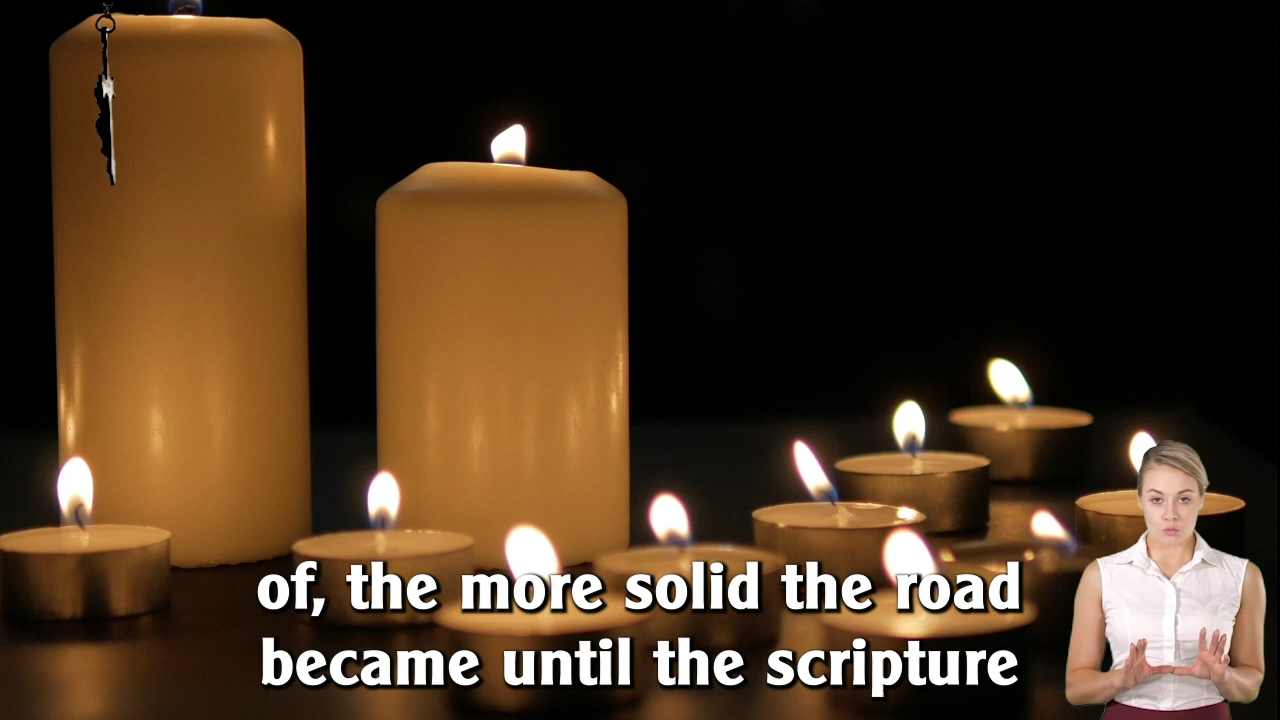 of, the more solid the road
became until the scripture